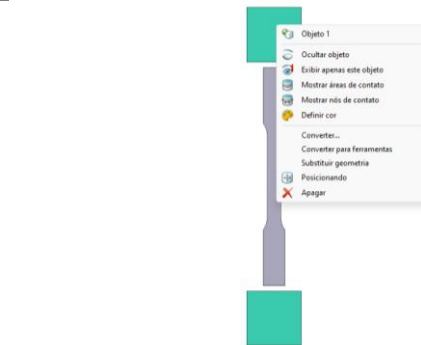 Objeto 1
Ocultar objeto
Exibir apenas este objeto
Mostrar áreas de contato
Mostrar nós de contato
Definir cor
Converter...
Converter para ferramentas
Substituir geometria
Posicionando
Apagar